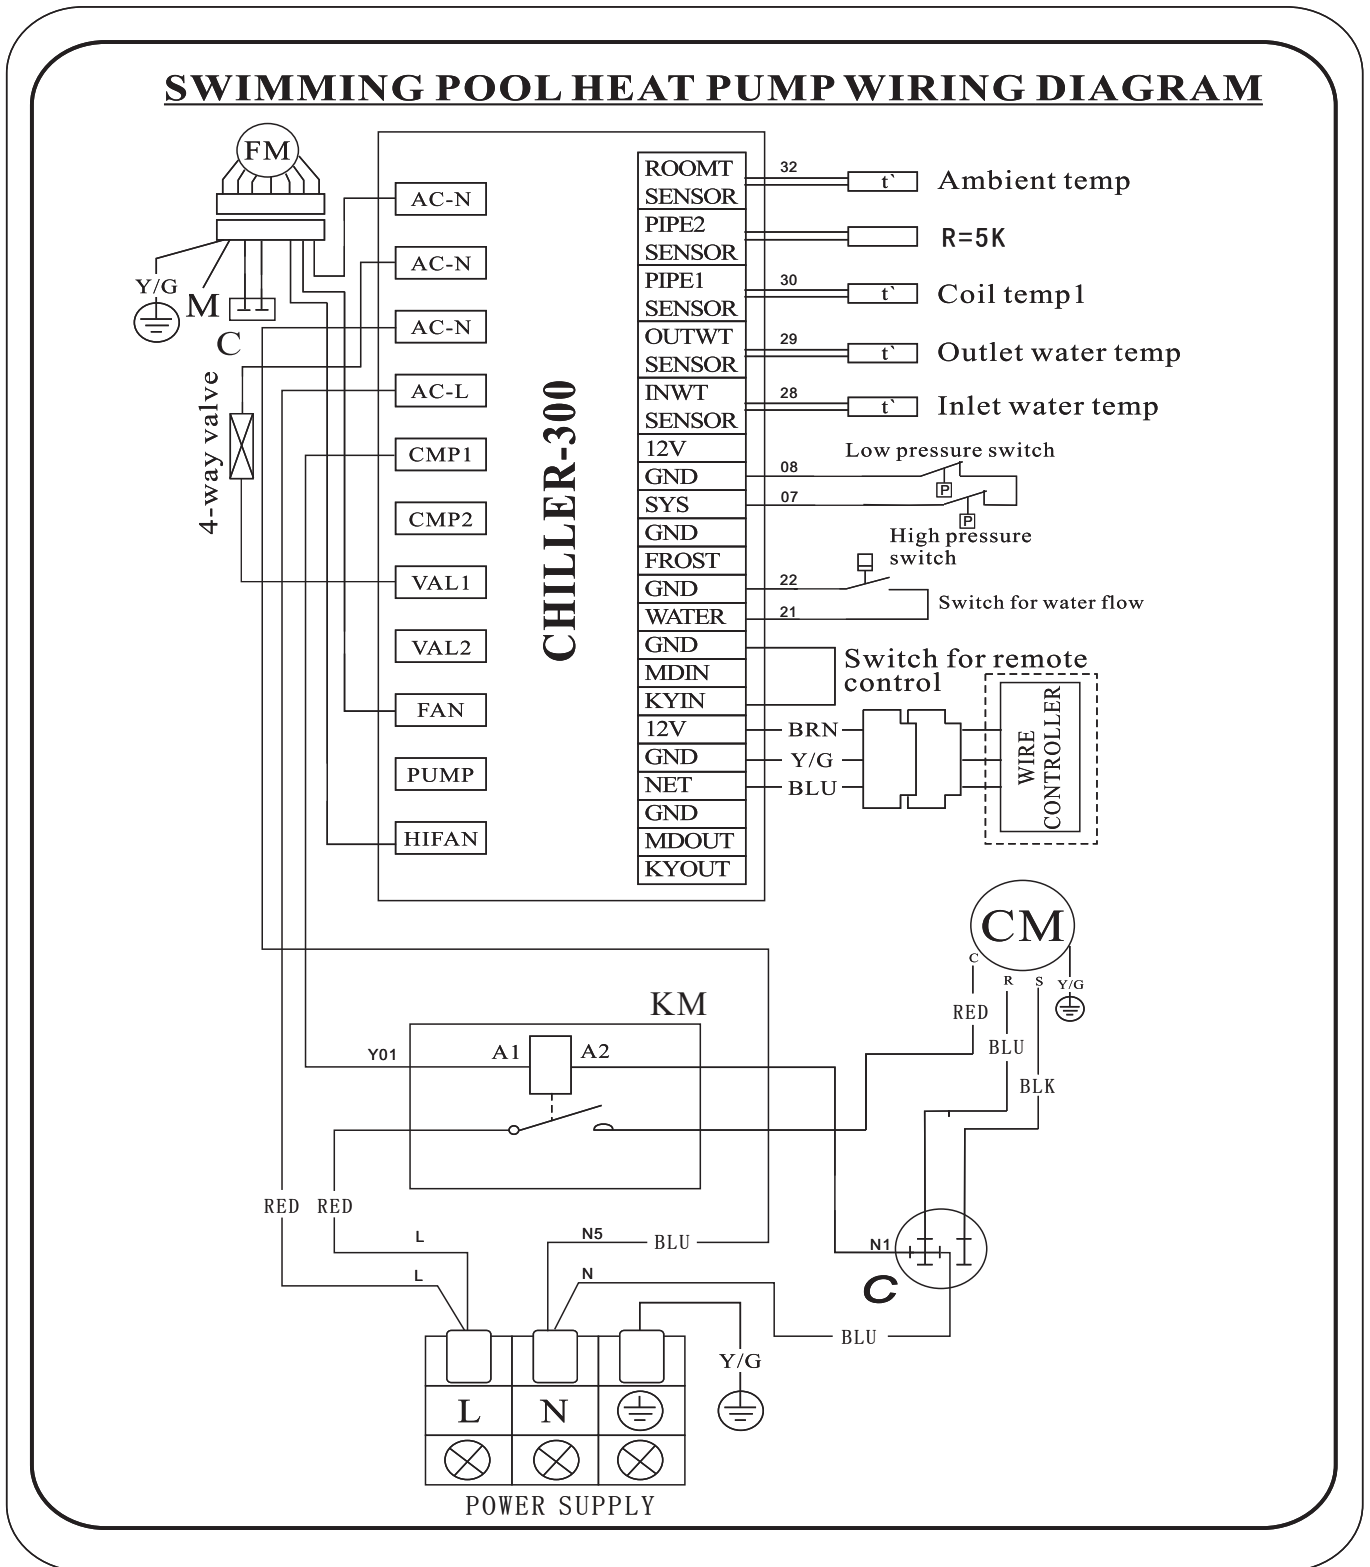 SWIMMING POOL HEAT PUMP WIRING DIAGRAM
FM
Y/G
M
C
4-way valve
AC-N
AC-N
AC-N
AC-L
CMP1
CMP2
VAL1
VAL2
FAN
PUMP
HIFAN
CHILLER-300
ROOMT
SENSOR
PIPE2
SENSOR
PIPE1
SENSOR
OUTWT
SENSOR
INWT
SENSOR
12V
GND
SYS
GND
FROST
GND
WATER
GND
MDIN
KYIN
12V
GND
NET
GND
MDOUT
KYOUT
32
t`
Ambient temp
R=5K
30
t`
Coil temp1
29
t`
Outlet water temp
28
t`
Inlet water temp
Low pressure switch
08
P
07
P
High pressure
switch
22
21
Switch for water flow
Switch for remote
control
BRN
Y/G
BLU
WIRE
CONTROLLER
CM
C
R
S
Y/G
RED
BLU
BLK
KM
Y01
A1
A2
RED
RED
L
L
N5
BLU
N
N1
C
BLU
Y/G
L
N
POWER SUPPLY